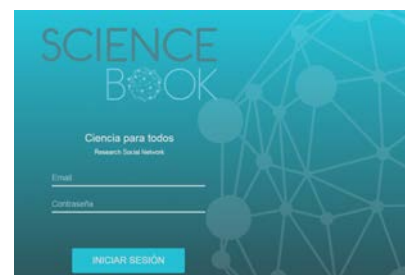 SCIENCE
BOOK
Ciencia para todos
Research Social Network
Email
Contraseña
INICIAR SESIÓN